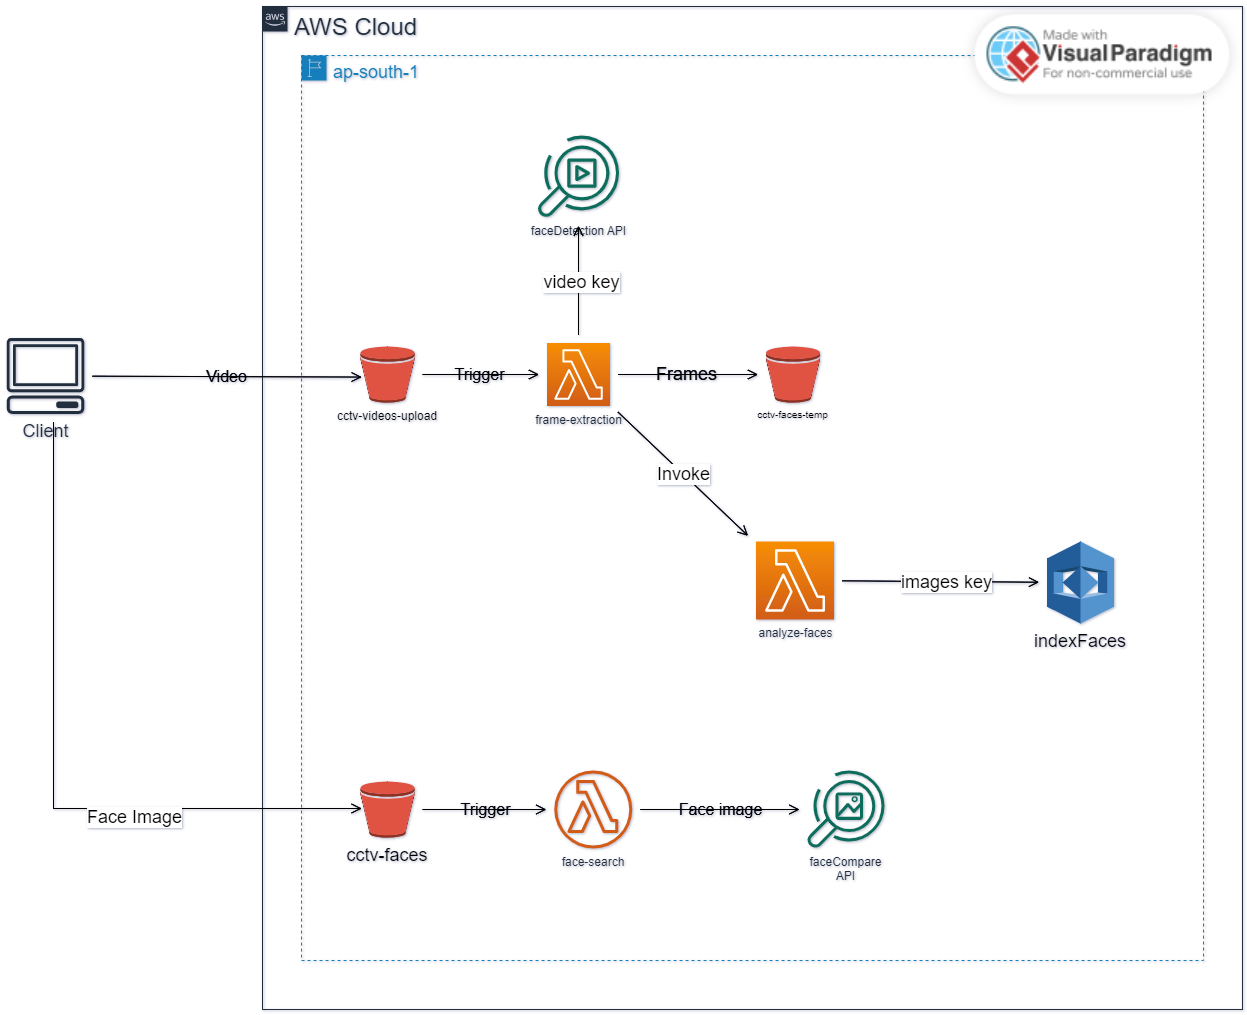 aws
AWS Cloud
Made with
Visual Paradigm
For non-commercial use
ap-south-1
faceDetection API
video key
Client
Video
cctv-videos-upload
Trigger
frame-extraction
Frames
cctv-faces-temp
Invoke
analyze-faces
images key
indexFaces
Face Image
cctv-faces
Trigger
face-search
Face image
faceCompare
API